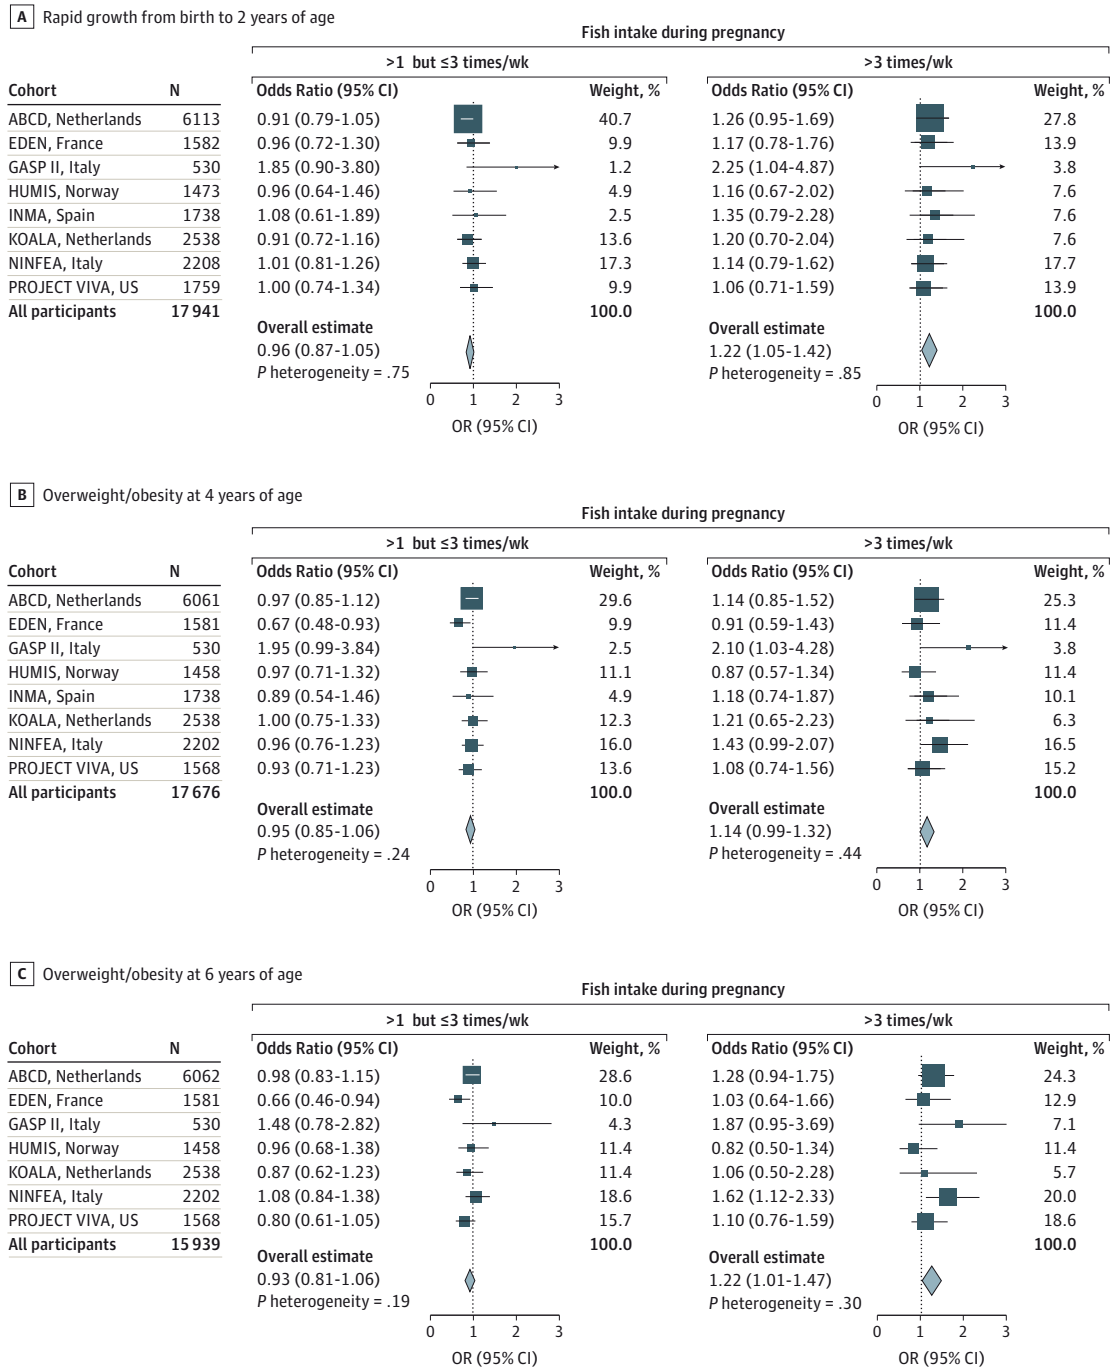 A Rapid growth from birth to 2 years of age
Fish intake during pregnancy
>1 but ≤3 times/wk >3 times/wk
Cohort N Odds Ratio (95% CI) Weight, % Odds Ratio (95% CI) Weight, %
ABCD, Netherlands 6113 0.91 (0.79-1.05) 40.7 1.26 (0.95-1.69) 27.8
EDEN, France 1582 0.96 (0.72-1.30) 9.9 1.17 (0.78-1.76) 13.9
GASP II, Italy 530 1.85 (0.90-3.80) 1.2 2.25 (1.04-4.87) 3.8
HUMIS, Norway 1473 0.96 (0.64-1.46) 4.9 1.16 (0.67-2.02) 7.6
INMA, Spain 1738 1.08 (0.61-1.89) 2.5 1.35 (0.79-2.28) 7.6
KOALA, Netherlands 2538 0.91 (0.72-1.16) 13.6 1.20 (0.70-2.04) 7.6
NINFEA, Italy 2208 1.01 (0.81-1.26) 17.3 1.14 (0.79-1.62) 17.7
PROJECT VIVA, US 1759 1.00 (0.74-1.34) 9.9 1.06 (0.71-1.59) 13.9
All participants 17 941 100.0 100.0
Overall estimate Overall estimate
0.96 (0.87-1.05) 1.22 (1.05-1.42)
P heterogeneity = .75 P heterogeneity = .85
0 1 2 3 0 1 2 3
OR (95% CI) OR (95% CI)
B Overweight/obesity at 4 years of age
Fish intake during pregnancy
>1 but ≤3 times/wk >3 times/wk
Cohort N Odds Ratio (95% CI) Weight, % Odds Ratio (95% CI) Weight, %
ABCD, Netherlands 6061 0.97 (0.85-1.12) 29.6 1.14 (0.85-1.52) 25.3
EDEN, France 1581 0.67 (0.48-0.93) 9.9 0.91 (0.59-1.43) 11.4
GASP II, Italy 530 1.95 (0.99-3.84) 2.5 2.10 (1.03-4.28) 3.8
HUMIS, Norway 1458 0.97 (0.71-1.32) 11.1 0.87 (0.57-1.34) 11.4
INMA, Spain 1738 0.89 (0.54-1.46) 4.9 1.18 (0.74-1.87) 10.1
KOALA, Netherlands 2538 1.00 (0.75-1.33) 12.3 1.21 (0.65-2.23) 6.3
NINFEA, Italy 2202 0.96 (0.76-1.23) 16.0 1.43 (0.99-2.07) 16.5
PROJECT VIVA, US 1568 0.93 (0.71-1.23) 13.6 1.08 (0.74-1.56) 15.2
All participants 17 676 100.0 100.0
Overall estimate Overall estimate
0.95 (0.85-1.06) 1.14 (0.99-1.32)
P heterogeneity = .24 P heterogeneity = .44
0 1 2 3 0 1 2 3
OR (95% CI) OR (95% CI)
C Overweight/obesity at 6 years of age
Fish intake during pregnancy
>1 but ≤3 times/wk >3 times/wk
Cohort N Odds Ratio (95% CI) Weight, % Odds Ratio (95% CI) Weight, %
ABCD, Netherlands 6062 0.98 (0.83-1.15) 28.6 1.28 (0.94-1.75) 24.3
EDEN, France 1581 0.66 (0.46-0.94) 10.0 1.03 (0.64-1.66) 12.9
GASP II, Italy 530 1.48 (0.78-2.82) 4.3 1.87 (0.95-3.69) 7.1
HUMIS, Norway 1458 0.96 (0.68-1.38) 11.4 0.82 (0.50-1.34) 11.4
KOALA, Netherlands 2538 0.87 (0.62-1.23) 11.4 1.06 (0.50-2.28) 5.7
NINFEA, Italy 2202 1.08 (0.84-1.38) 18.6 1.62 (1.12-2.33) 20.0
PROJECT VIVA, US 1568 0.80 (0.61-1.05) 15.7 1.10 (0.76-1.59) 18.6
All participants 15 939 100.0 100.0
Overall estimate Overall estimate
0.93 (0.81-1.06) 1.22 (1.01-1.47)
P heterogeneity = .19 P heterogeneity = .30
0 1 2 3 0 1 2 3
OR (95% CI) OR (95% CI)